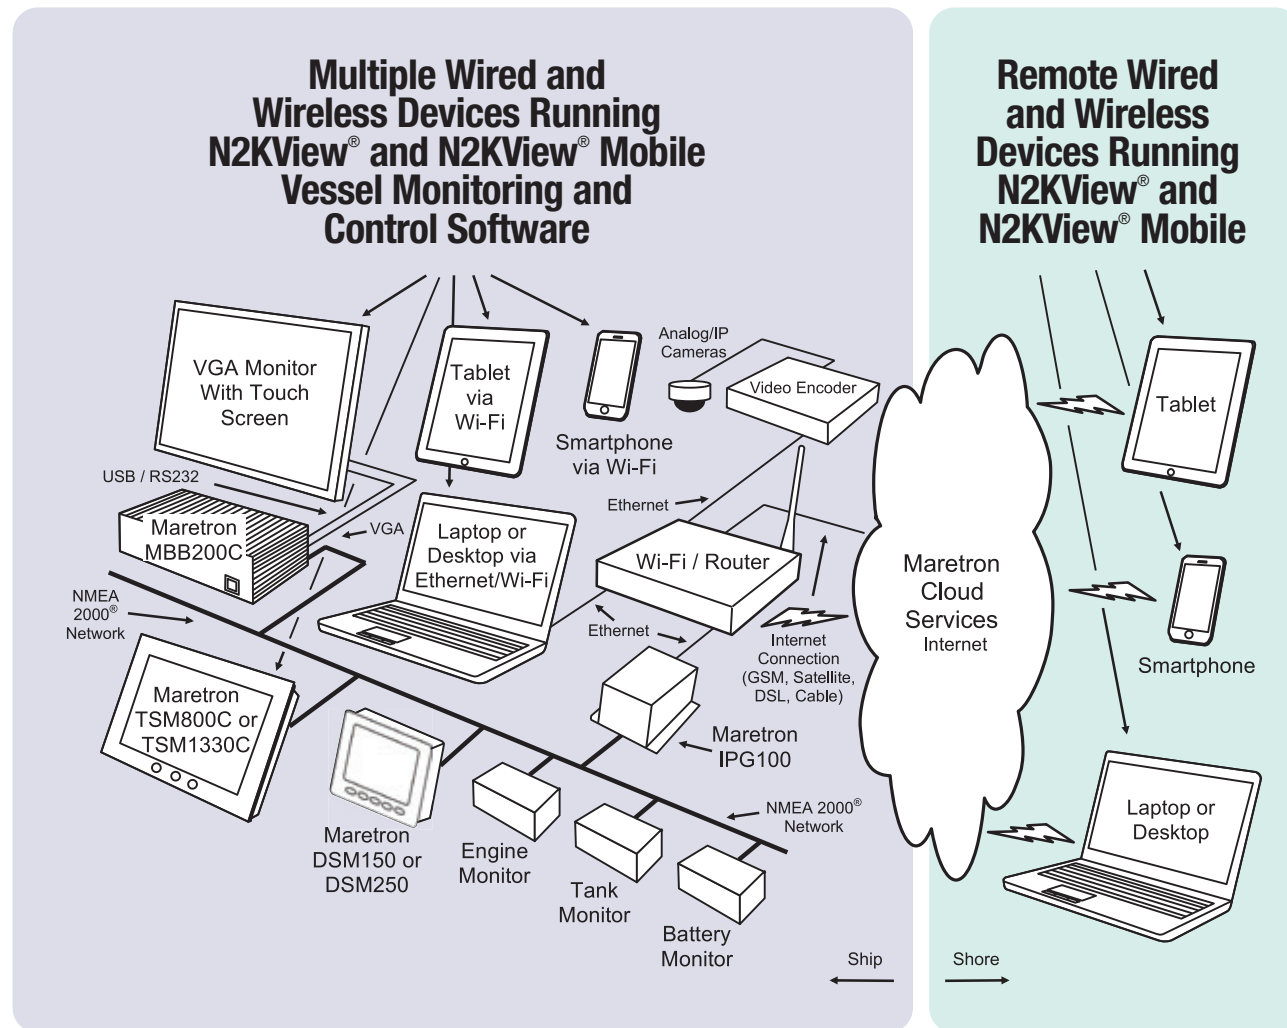 Multiple Wired and
Wireless Devices Running
N2KView® and N2KView® Mobile
Vessel Monitoring and
Control Software
Remote Wired
and Wireless
Devices Running
N2KView® and
N2KView® Mobile
VGA Monitor
With Touch
Screen
Tablet
via
Wi-Fi
Smartphone
via Wi-Fi
Analog/IP
Cameras
Video Encoder
USB / RS232
Maretron
MBB200C
VGA
Laptop or
Desktop via
Ethernet/Wi-Fi
Ethernet
Wi-Fi / Router
Ethernet
Internet
Connection
(GSM, Satellite,
DSL, Cable)
Maretron
Cloud
Services
Internet
Tablet
Smartphone
Laptop or
Desktop
NMEA
2000®
Network
Maretron
TSM800C or
TSM1330C
Maretron
DSM150 or
DSM250
Engine
Monitor
Tank
Monitor
Battery
Monitor
Maretron
IPG100
NMEA 2000®
Network
Ship
Shore